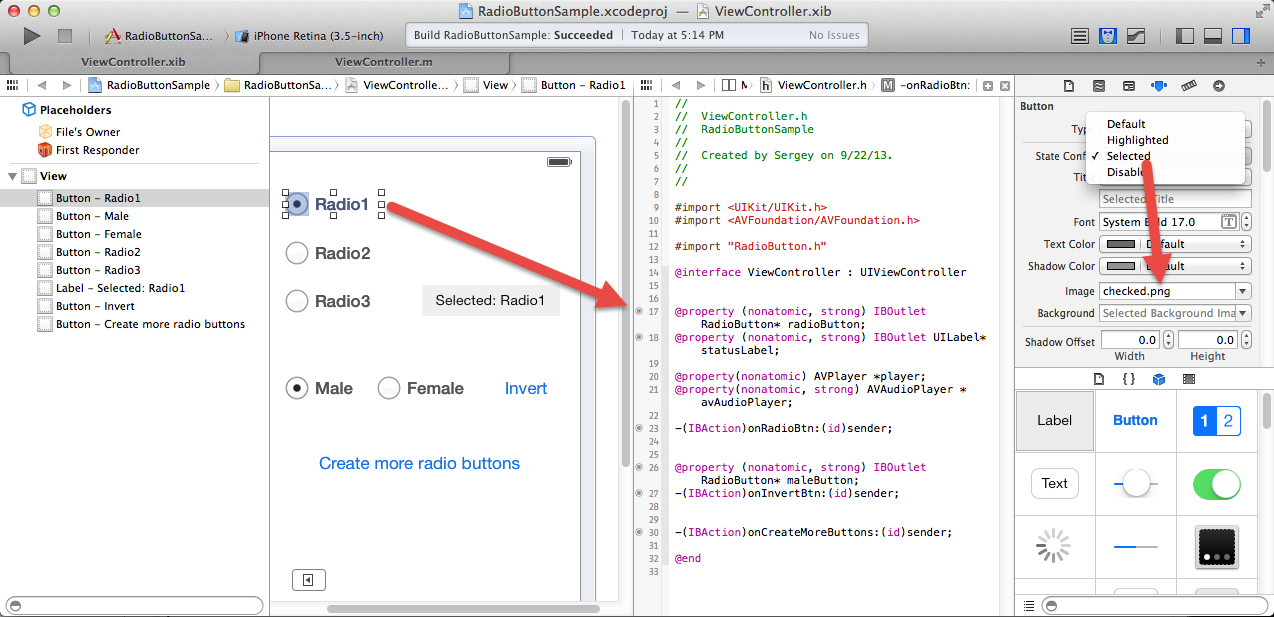 RadioButtonSample.xcodeproj — ViewController.xib
RadioButtonSa... iPhone Retina (3.5-inch)
Build RadioButtonSample: Succeeded | Today at 5:14 PM No Issues
ViewController.xib
ViewController.m
RadioButtonSample
RadioButtonSa...
ViewControlle...
View
Button – Radio1
ViewController.h
M -onRadioBtn:
Placeholders
File's Owner
First Responder
View
Button – Radio1
Button – Male
Button – Female
Button – Radio2
Button – Radio3
Label – Selected: Radio1
Button – Invert
Button – Create more radio buttons
Radio1
Radio2
Radio3
Selected: Radio1
Male
Female
Invert
Create more radio buttons
1 //
2 //  ViewController.h
3 //  RadioButtonSample
4 //
5 //  Created by Sergey on 9/22/13.
6 //
7 //
8
9 #import <UIKit/UIKit.h>
10 #import <AVFoundation/AVFoundation.h>
11
12 #import "RadioButton.h"
13
14 @interface ViewController : UIViewController
15
16
17 @property (nonatomic, strong) IBOutlet
RadioButton* radioButton;
18 @property (nonatomic, strong) IBOutlet UILabel*
statusLabel;
19
20 @property(nonatomic) AVPlayer *player;
21 @property(nonatomic, strong) AVAudioPlayer *
avAudioPlayer;
22
23 -(IBAction)onRadioBtn:(id)sender;
24
25
26 @property (nonatomic, strong) IBOutlet
RadioButton* maleButton;
27 -(IBAction)onInvertBtn:(id)sender;
28
29
30 -(IBAction)onCreateMoreButtons:(id)sender;
31
32 @end
33
Button
Default
Highlighted
State Conf ✓ Selected
Selected Title
Font System Bold 17.0
Text Color Default
Shadow Color Default
Image checked.png
Background Selected Background Ima
Shadow Offset 0.0 0.0
Width Height
Label
Button
1 2
Text